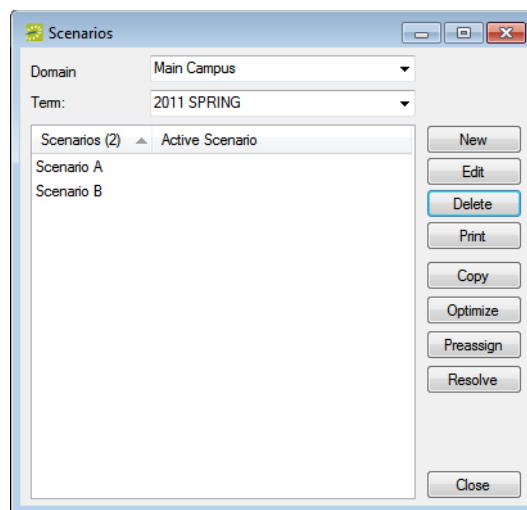 Scenarios
Domain
Main Campus
Term:
2011 SPRING
Scenarios (2) Active Scenario
Scenario A
Scenario B
New
Edit
Delete
Print
Copy
Optimize
Preassign
Resolve
Close